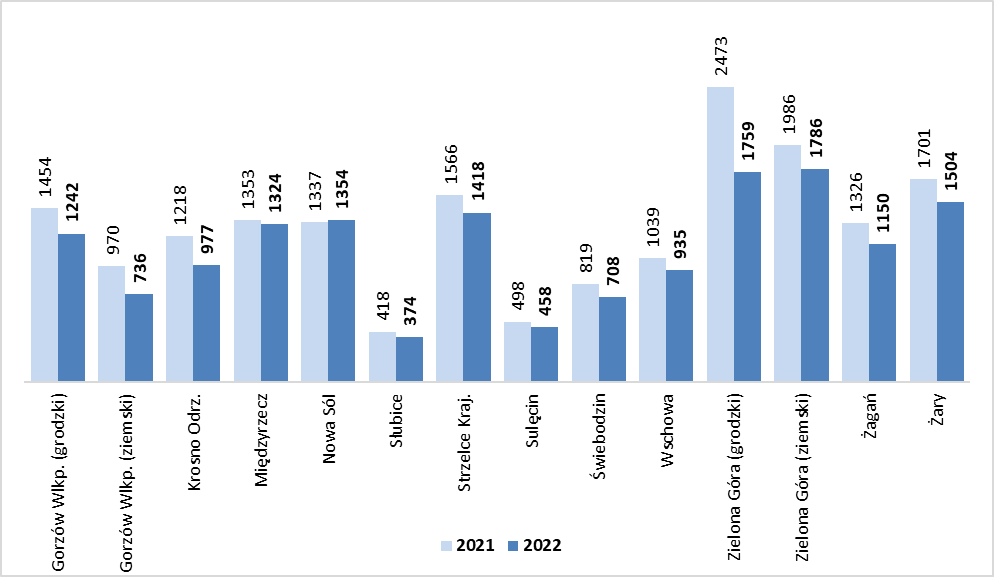 1454
1242
970
736
1218
977
1353
1324
1337
1354
418
374
1566
1418
498
458
819
708
1039
935
2473
1759
1986
1786
1326
1150
1701
1504
Gorzów Wlkp. (grodzki)
Gorzów Wlkp. (ziemski)
Krosno Odrz.
Międzyrzecz
Nowa Sól
Słubice
Strzelce Kraj.
Sulęcin
Świebodzin
Wschowa
Zielona Góra (grodzki)
Zielona Góra (ziemski)
Żagań
Żary
2021 2022